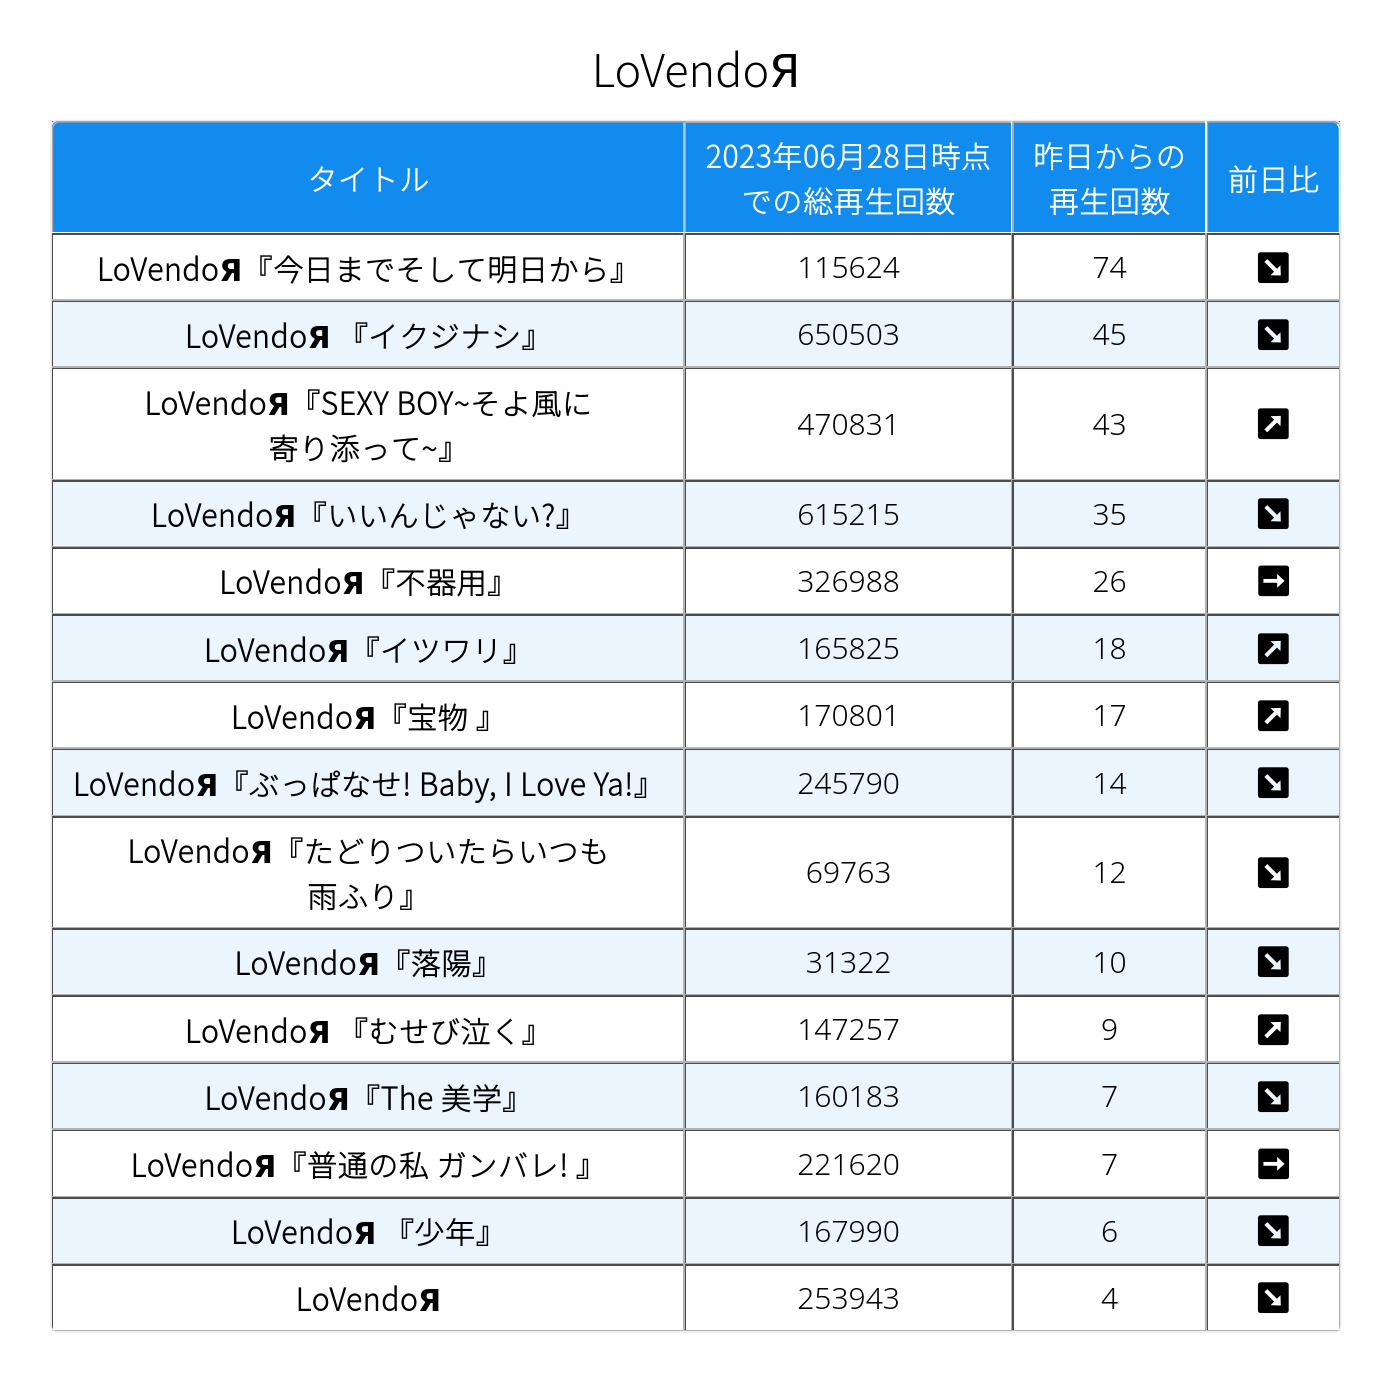 LoVendoЯ
タイトル
2023年06月28日時点
での総再生回数
昨日からの
再生回数
前日比
LoVendoЯ『今日までそして明日から』 115624 74 ↘
LoVendoЯ 『イクジナシ』 650503 45 ↘
LoVendoЯ『SEXY BOY~そよ風に
寄り添って~』 470831 43 ↗
LoVendoЯ『いいんじゃない?』 615215 35 ↘
LoVendoЯ『不器用』 326988 26 →
LoVendoЯ『イツワリ』 165825 18 ↗
LoVendoЯ『宝物 』 170801 17 ↗
LoVendoЯ『ぶっぱなせ! Baby, I Love Ya!』 245790 14 ↘
LoVendoЯ『たどりついたらいつも
雨ふり』 69763 12 ↘
LoVendoЯ『落陽』 31322 10 ↘
LoVendoЯ 『むせび泣く』 147257 9 ↗
LoVendoЯ『The 美学』 160183 7 ↘
LoVendoЯ『普通の私 ガンバレ! 』 221620 7 →
LoVendoЯ 『少年』 167990 6 ↘
LoVendoЯ 253943 4 ↘